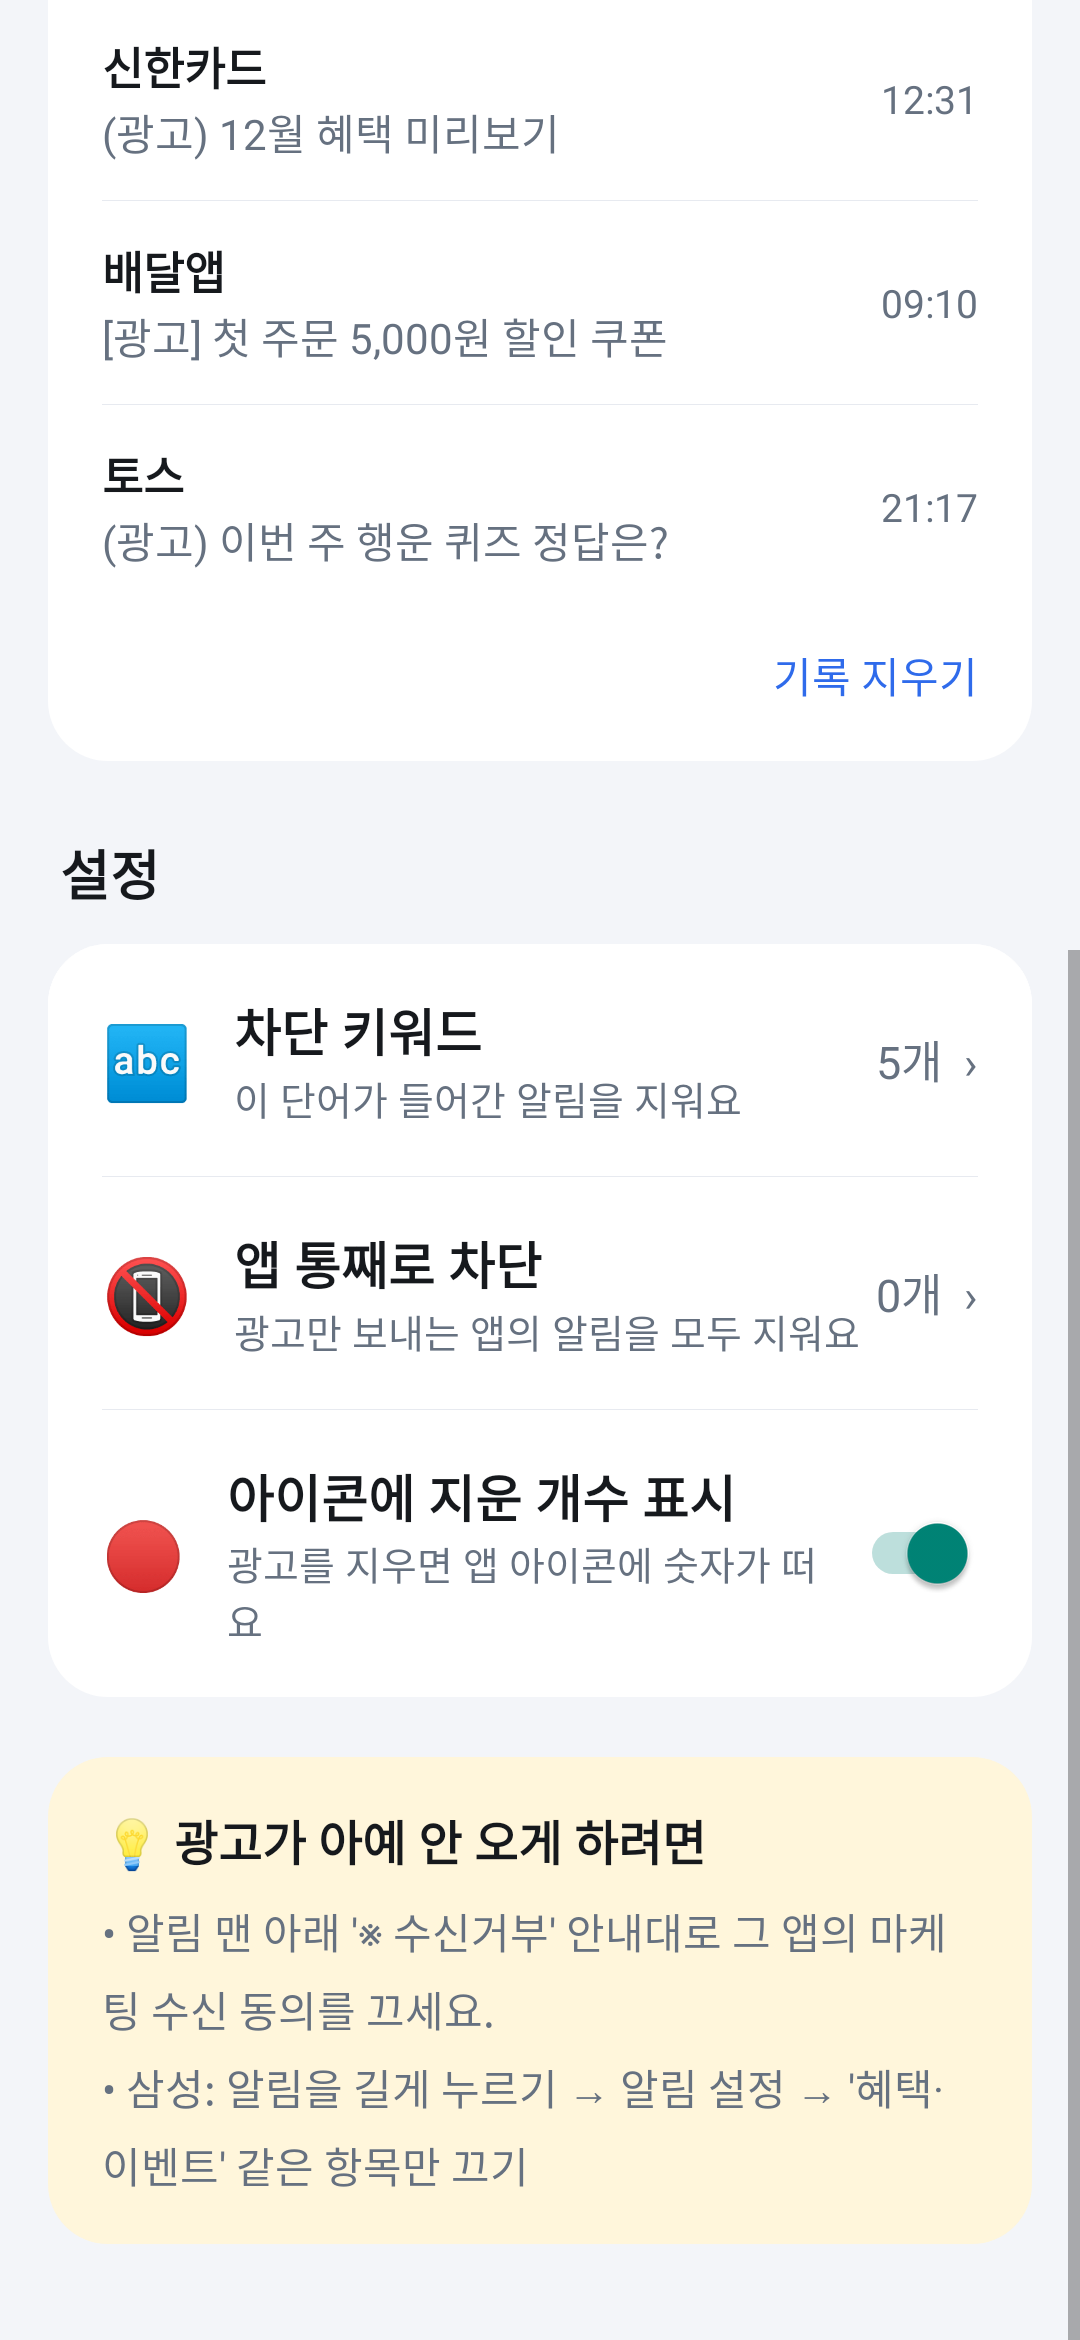 신한카드
(광고) 12월 혜택 미리보기
12:31
배달앱
[광고] 첫 주문 5,000원 할인 쿠폰
09:10
토스
(광고) 이번 주 행운 퀴즈 정답은?
21:17
기록 지우기
설정
abc
차단 키워드
이 단어가 들어간 알림을 지워요
5개 ›
앱 통째로 차단
광고만 보내는 앱의 알림을 모두 지워요
0개 ›
아이콘에 지운 개수 표시
광고를 지우면 앱 아이콘에 숫자가 떠
요
💡 광고가 아예 안 오게 하려면
• 알림 맨 아래 '※ 수신거부' 안내대로 그 앱의 마케
팅 수신 동의를 끄세요.
• 삼성: 알림을 길게 누르기 → 알림 설정 → '혜택·
이벤트' 같은 항목만 끄기